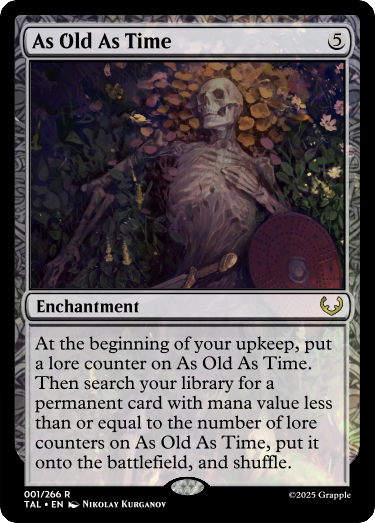 As Old As Time 5
Enchantment
At the beginning of your upkeep, put
a lore counter on As Old As Time.
Then search your library for a
permanent card with mana value less
than or equal to the number of lore
counters on As Old As Time, put it
onto the battlefield, and shuffle.
001/266 R
TAL • EN Nikolay Kurganov
©2025 Grapple